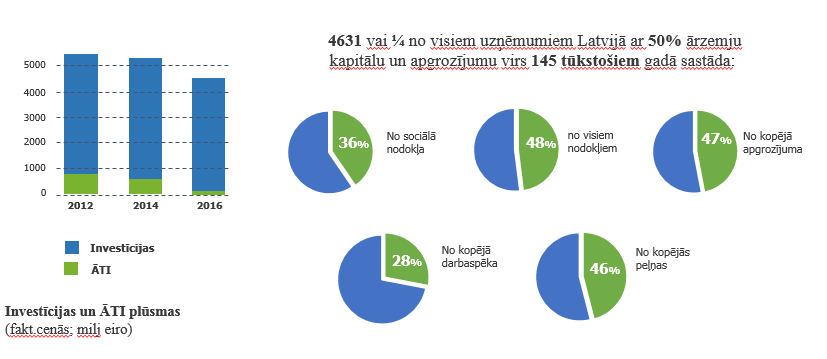 4631 vai ¼ no visiem uzņēmumiem Latvijā ar 50% ārzemju
kapitālu un apgrozījumu virs 145 tūkstošiem gadā sastāda:
5000
4000
3000
2000
1000
0
2012
2014
2016
Investīcijas
ĀTI
Investīcijas un ĀTI plūsmas
(fakt.cenās; milj eiro)
36%
No sociālā
nodokļa
48%
no visiem
nodokļiem
47%
No kopējā
apgrozījuma
28%
No kopējā
darbaspēka
46%
No kopējās
peļņas